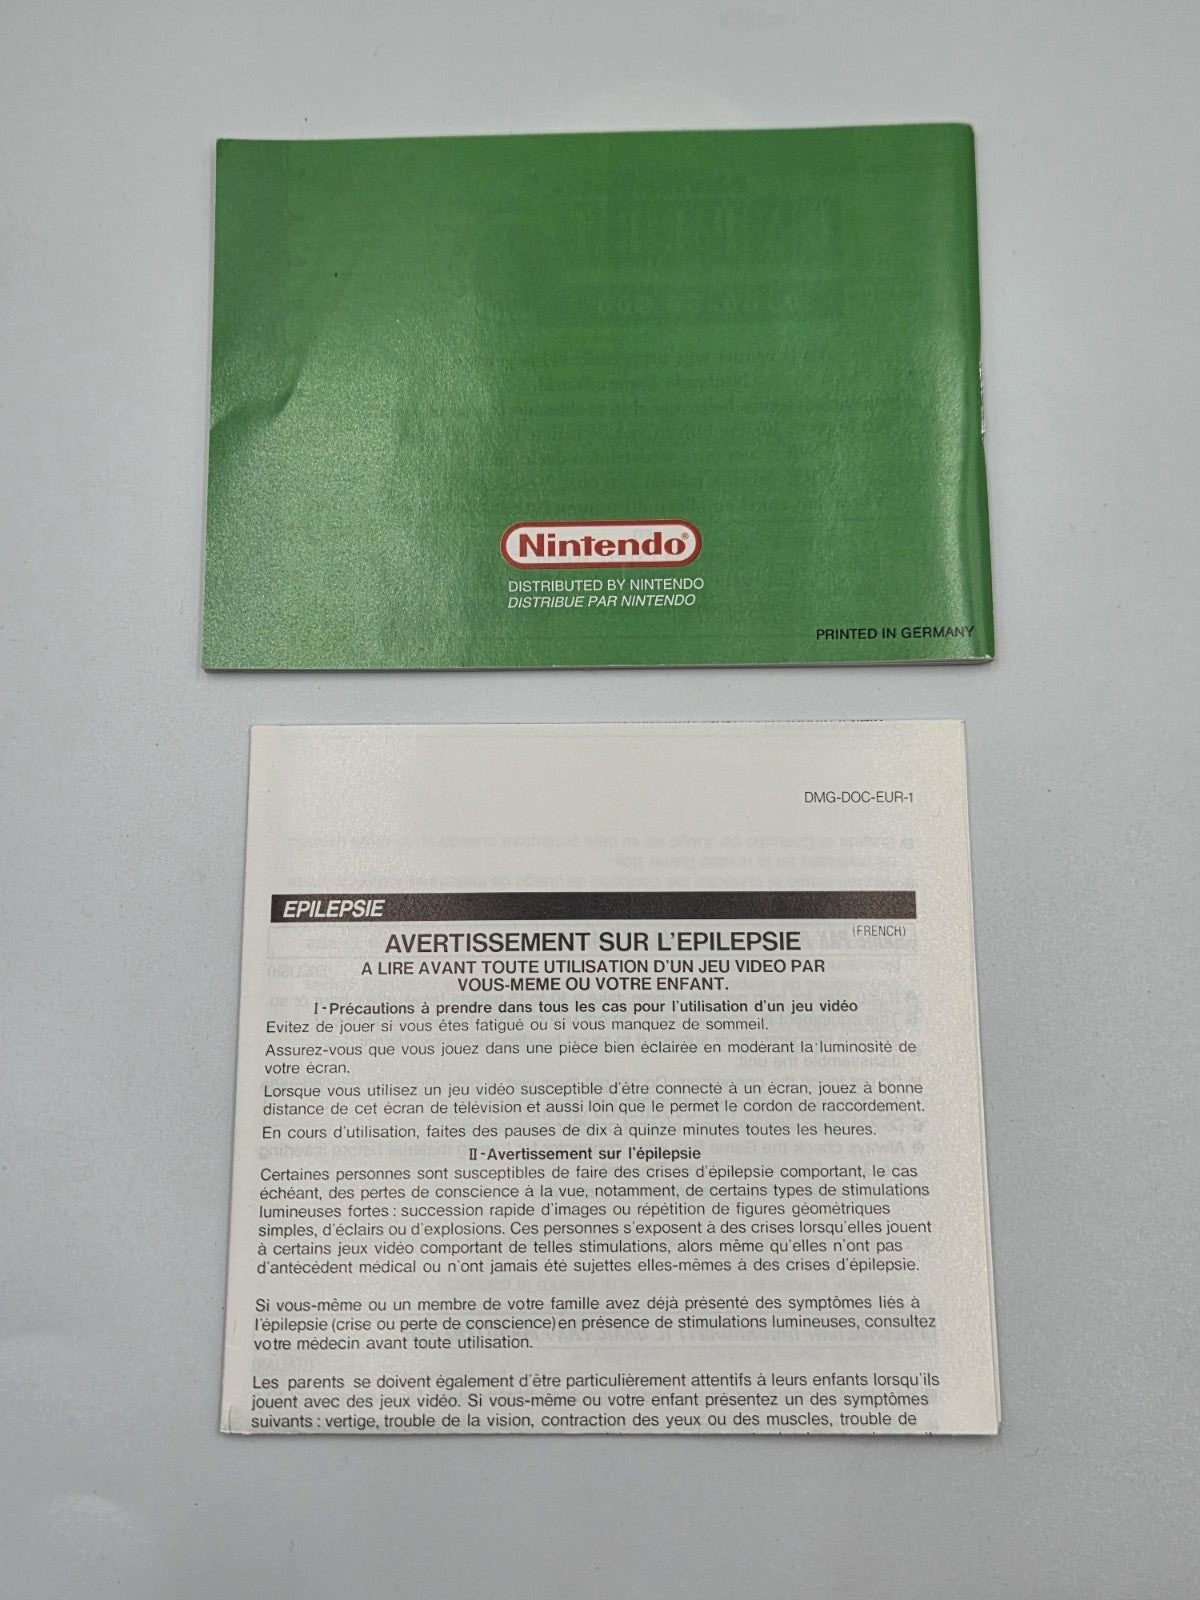 Nintendo®
DISTRIBUTED BY NINTENDO
DISTRIBUE PAR NINTENDO
PRINTED IN GERMANY
DMG-DOC-EUR-1
EPILEPSIE
(FRENCH)
AVERTISSEMENT SUR L'EPILEPSIE
A LIRE AVANT TOUTE UTILISATION D'UN JEU VIDEO PAR
VOUS-MEME OU VOTRE ENFANT.
I-Précautions à prendre dans tous les cas pour l'utilisation d'un jeu vidéo
Evitez de jouer si vous êtes fatigué ou si vous manquez de sommeil.
Assurez-vous que vous jouez dans une pièce bien éclairée en modérant la luminosité de
votre écran.
Lorsque vous utilisez un jeu vidéo susceptible d'être connecté à un écran, jouez à bonne
distance de cet écran de télévision et aussi loin que le permet le cordon de raccordement.
En cours d'utilisation, faites des pauses de dix à quinze minutes toutes les heures.
II-Avertissement sur l'épilepsie
Certaines personnes sont susceptibles de faire des crises d'épilepsie comportant, le cas
échéant, des pertes de conscience à la vue, notamment, de certains types de stimulations
lumineuses fortes : succession rapide d'images ou répétition de figures géométriques
simples, d'éclairs ou d'explosions. Ces personnes s'exposent à des crises lorsqu'elles jouent
à certains jeux vidéo comportant de telles stimulations, alors même qu'elles n'ont pas
d'antécédent médical ou n'ont jamais été sujettes elles-mêmes à des crises d'épilepsie.
Si vous-même ou un membre de votre famille avez déjà présenté des symptômes liés à
l'épilepsie (crise ou perte de conscience) en présence de stimulations lumineuses, consultez
votre médecin avant toute utilisation.
Les parents se doivent également d'être particulièrement attentifs à leurs enfants lorsqu'ils
jouent avec des jeux vidéo. Si vous-même ou votre enfant présentez un des symptômes
suivants : vertige, trouble de la vision, contraction des yeux ou des muscles, trouble de